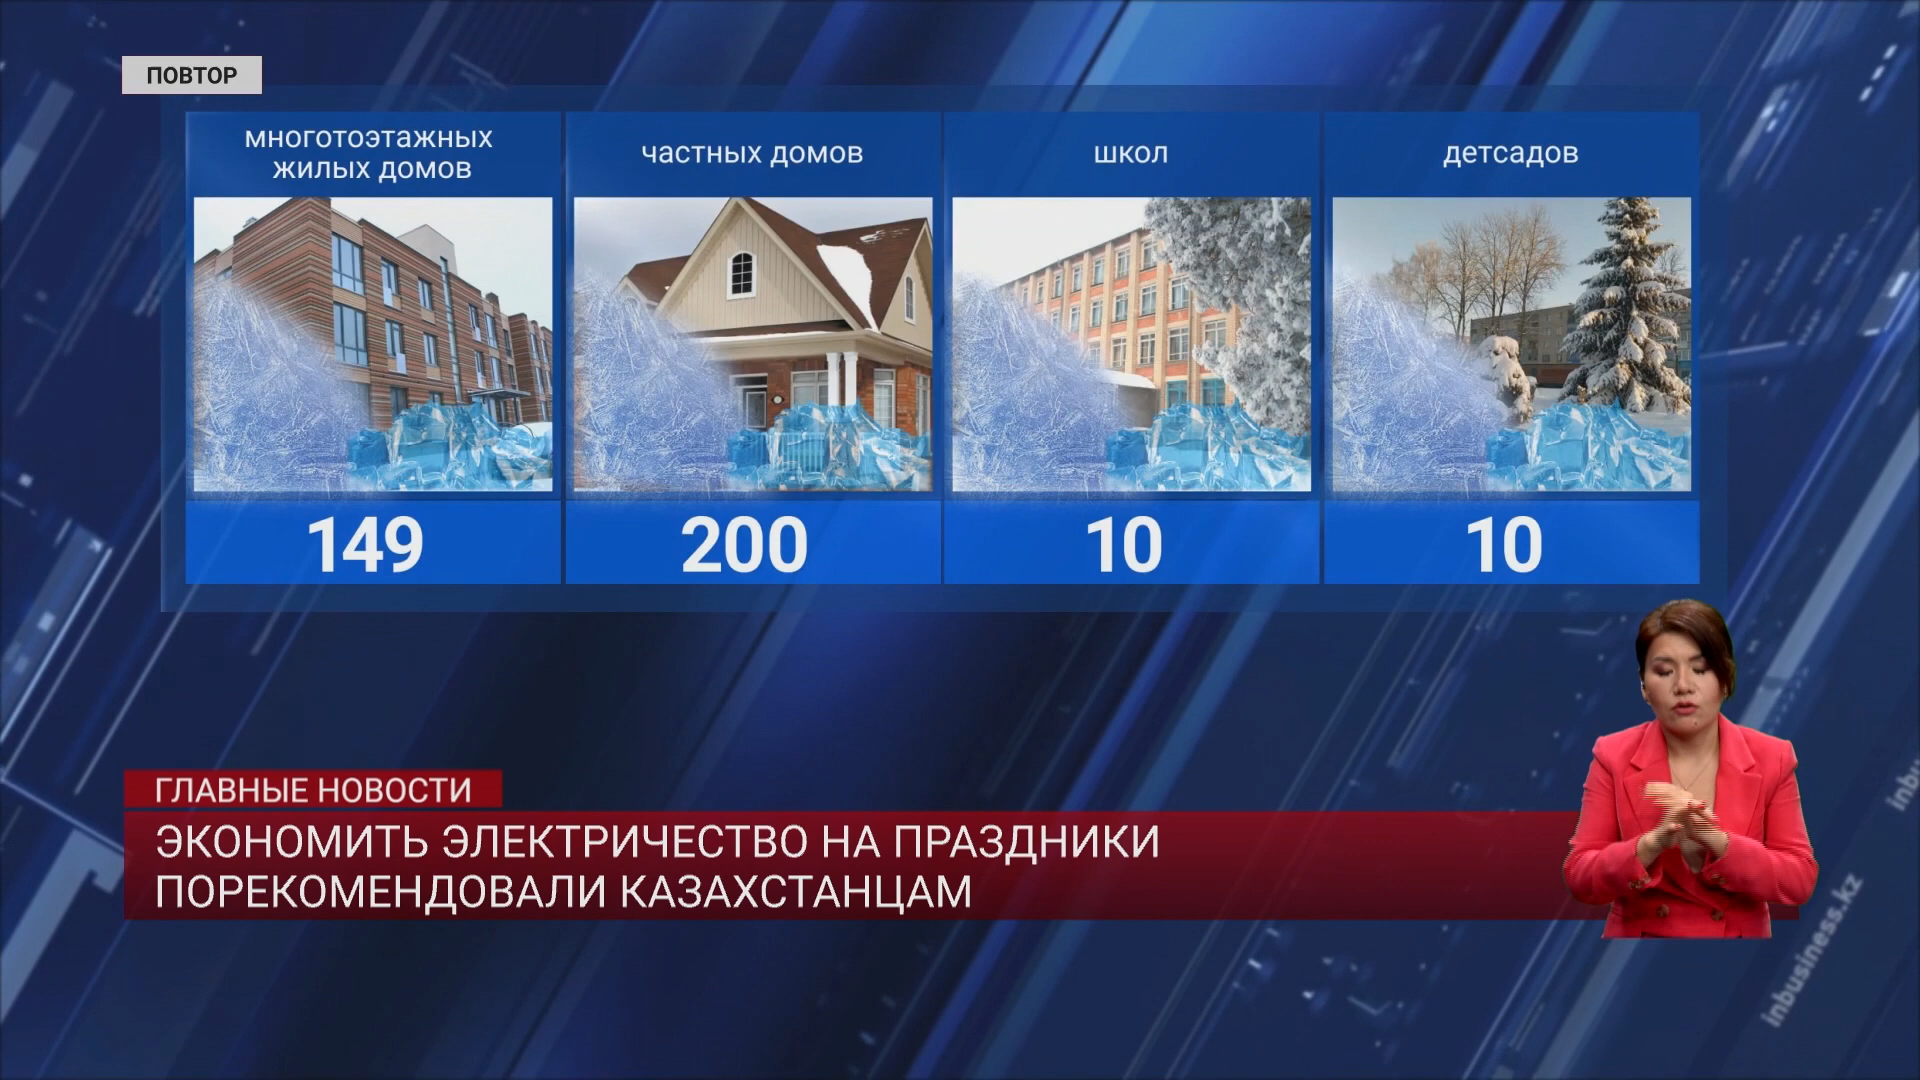 ПОВТОР
многотоэтажных
жилых домов
частных домов
школ
детсадов
149
200
10
10
ГЛАВНЫЕ НОВОСТИ
ЭКОНОМИТЬ ЭЛЕКТРИЧЕСТВО НА ПРАЗДНИКИ
ПОРЕКОМЕНДОВАЛИ КАЗАХСТАНЦАМ
inbusiness.kz
inbu